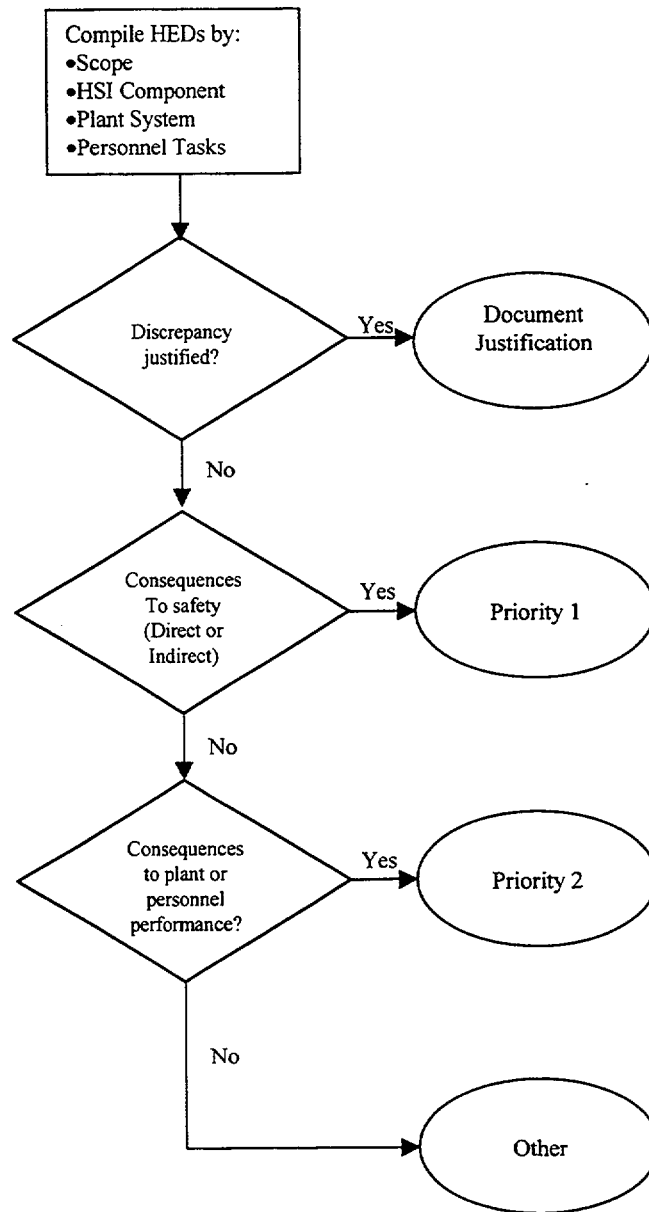 Compile HEDs by:
•Scope
•HSI Component
•Plant System
•Personnel Tasks
Discrepancy
justified?
Yes
Document
Justification
No
Consequences
To safety
(Direct or
Indirect)
Yes
Priority 1
No
Consequences
to plant or
personnel
performance?
Yes
Priority 2
No
Other